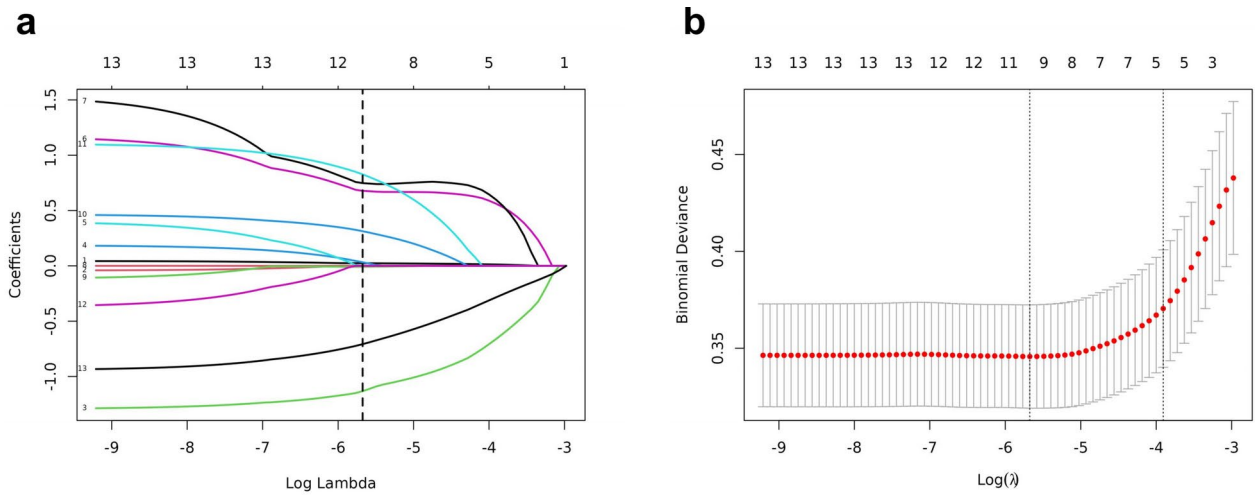 a
13 13 13 12 8 5 1
Coefficients
1.5
1.0
0.5
0.0
-0.5
-1.0
7
6
11
10
5
4
1
2
9
12
13
3
-9 -8 -7 -6 -5 -4 -3
Log Lambda
b
13 13 13 13 13 12 12 11 9 8 7 7 5 5 3
Binomial Deviance
0.45
0.40
0.35
-9 -8 -7 -6 -5 -4 -3
Log(λ)